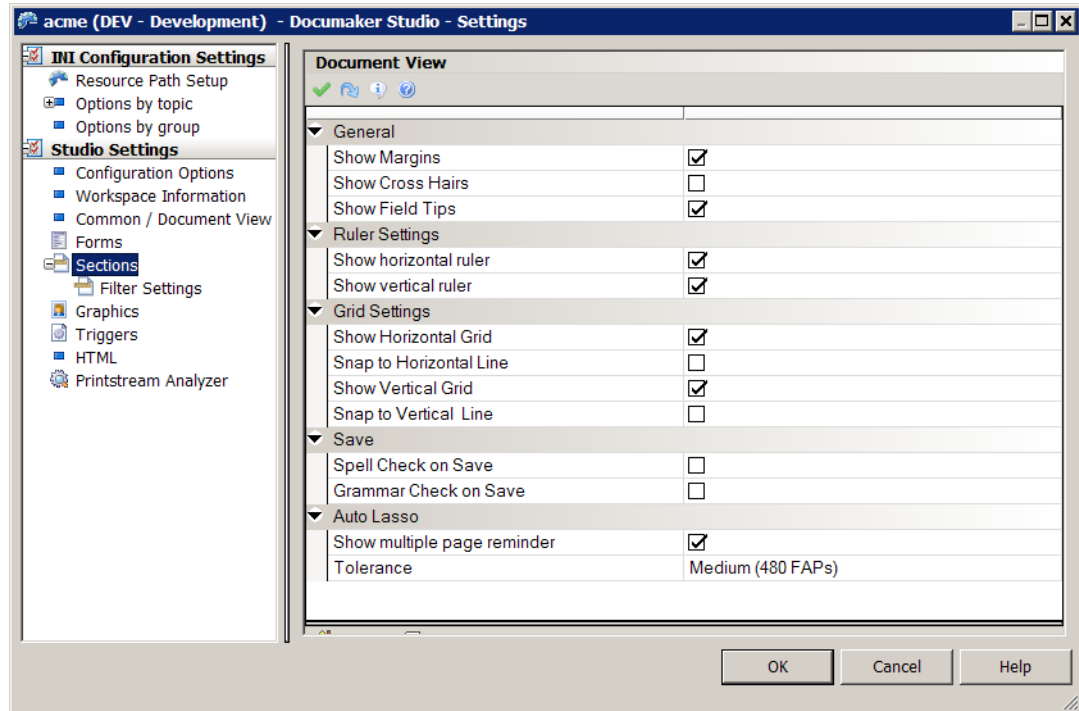 acme (DEV - Development) - Documaker Studio - Settings
INI Configuration Settings
Resource Path Setup
Options by topic
Options by group
Studio Settings
Configuration Options
Workspace Information
Common / Document View
Forms
Sections
Filter Settings
Graphics
Triggers
HTML
Printstream Analyzer
Document View
General
Show Margins
Show Cross Hairs
Show Field Tips
Ruler Settings
Show horizontal ruler
Show vertical ruler
Grid Settings
Show Horizontal Grid
Snap to Horizontal Line
Show Vertical Grid
Snap to Vertical Line
Save
Spell Check on Save
Grammar Check on Save
Auto Lasso
Show multiple page reminder
Tolerance Medium (480 FAPs)
OK Cancel Help